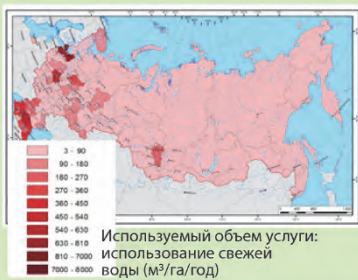 3 - 90
90 - 180
180 - 270
270 - 360
360 - 450
450 - 540
540 - 630
630 - 810
810 - 7000
7000 - 8000
Используемый объем услуги:
использование свежей
воды (м³/га/год)